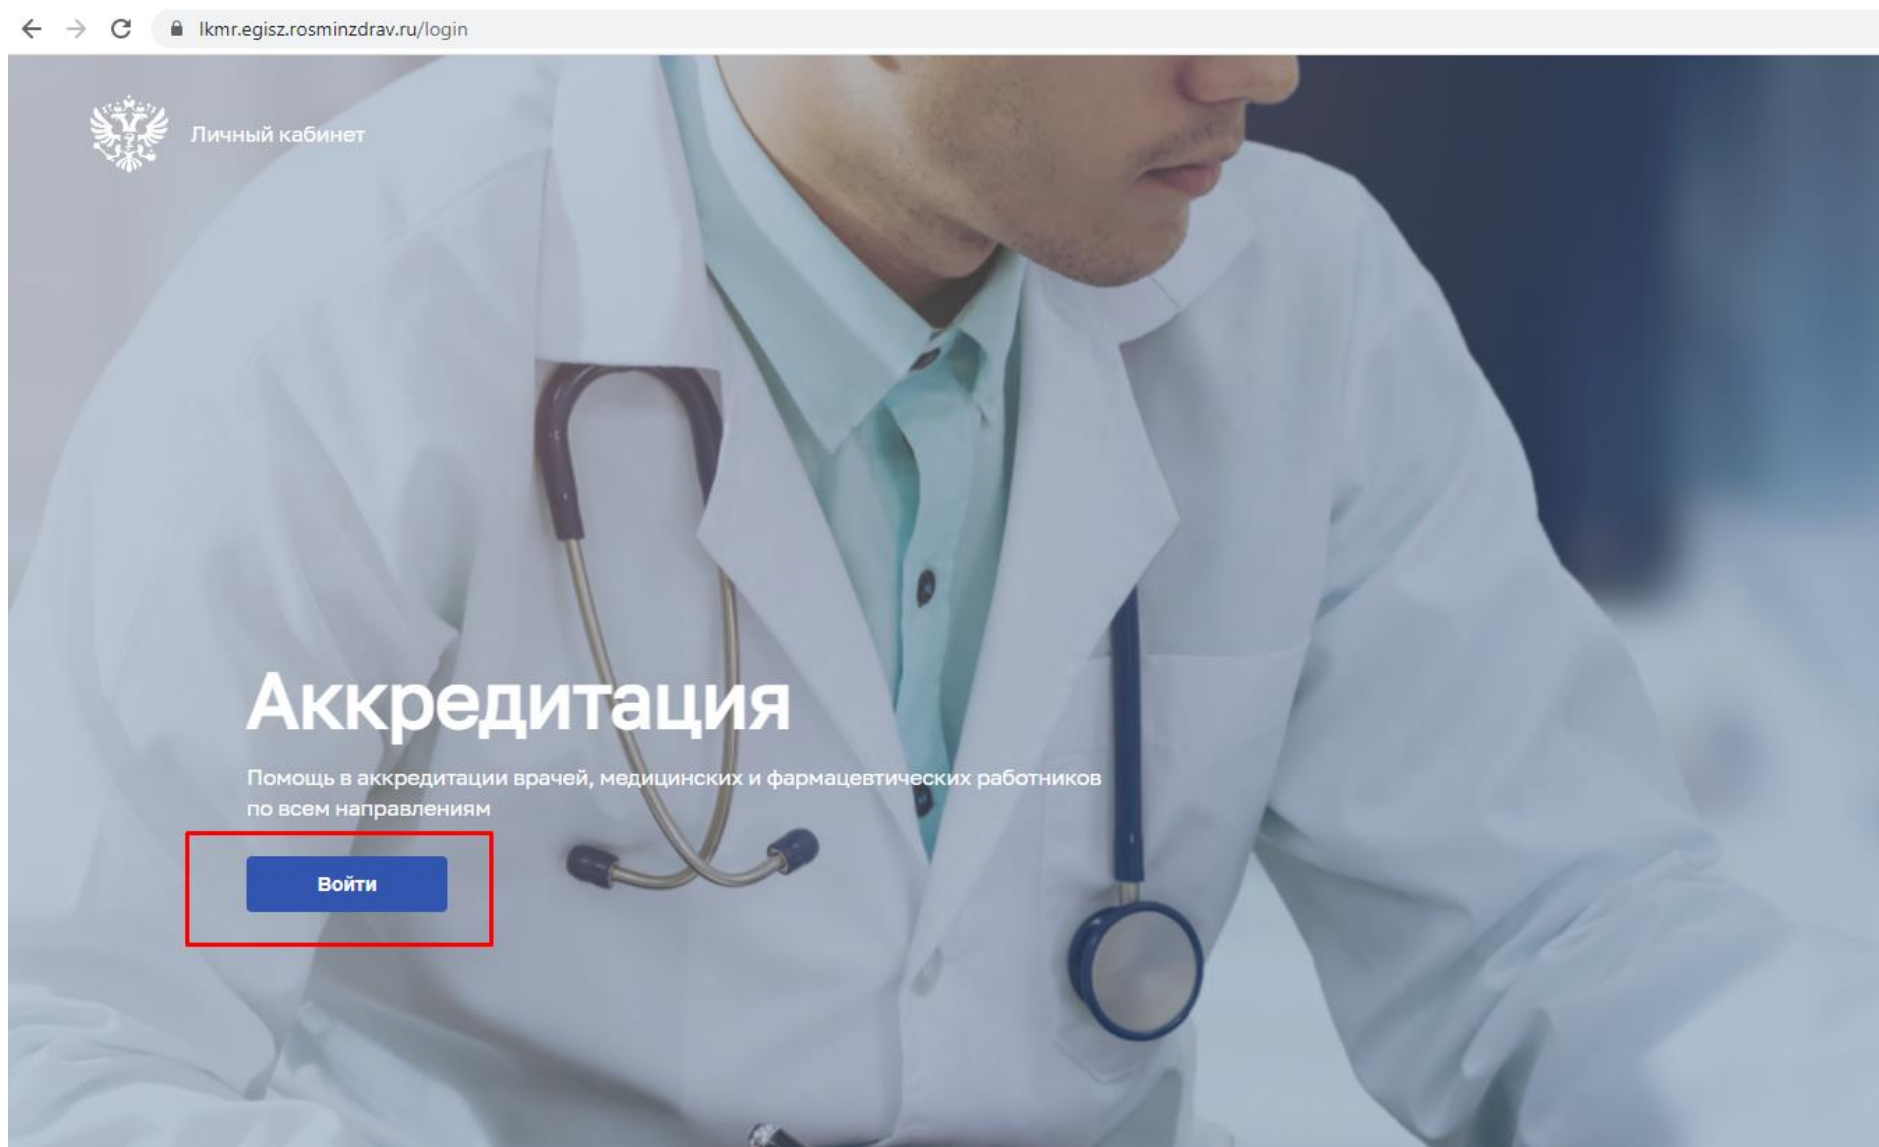 lkmr.egisz.rosminzdrav.ru/login
Личный кабинет
Аккредитация
Помощь в аккредитации врачей, медицинских и фармацевтических работников
по всем направлениям
Войти